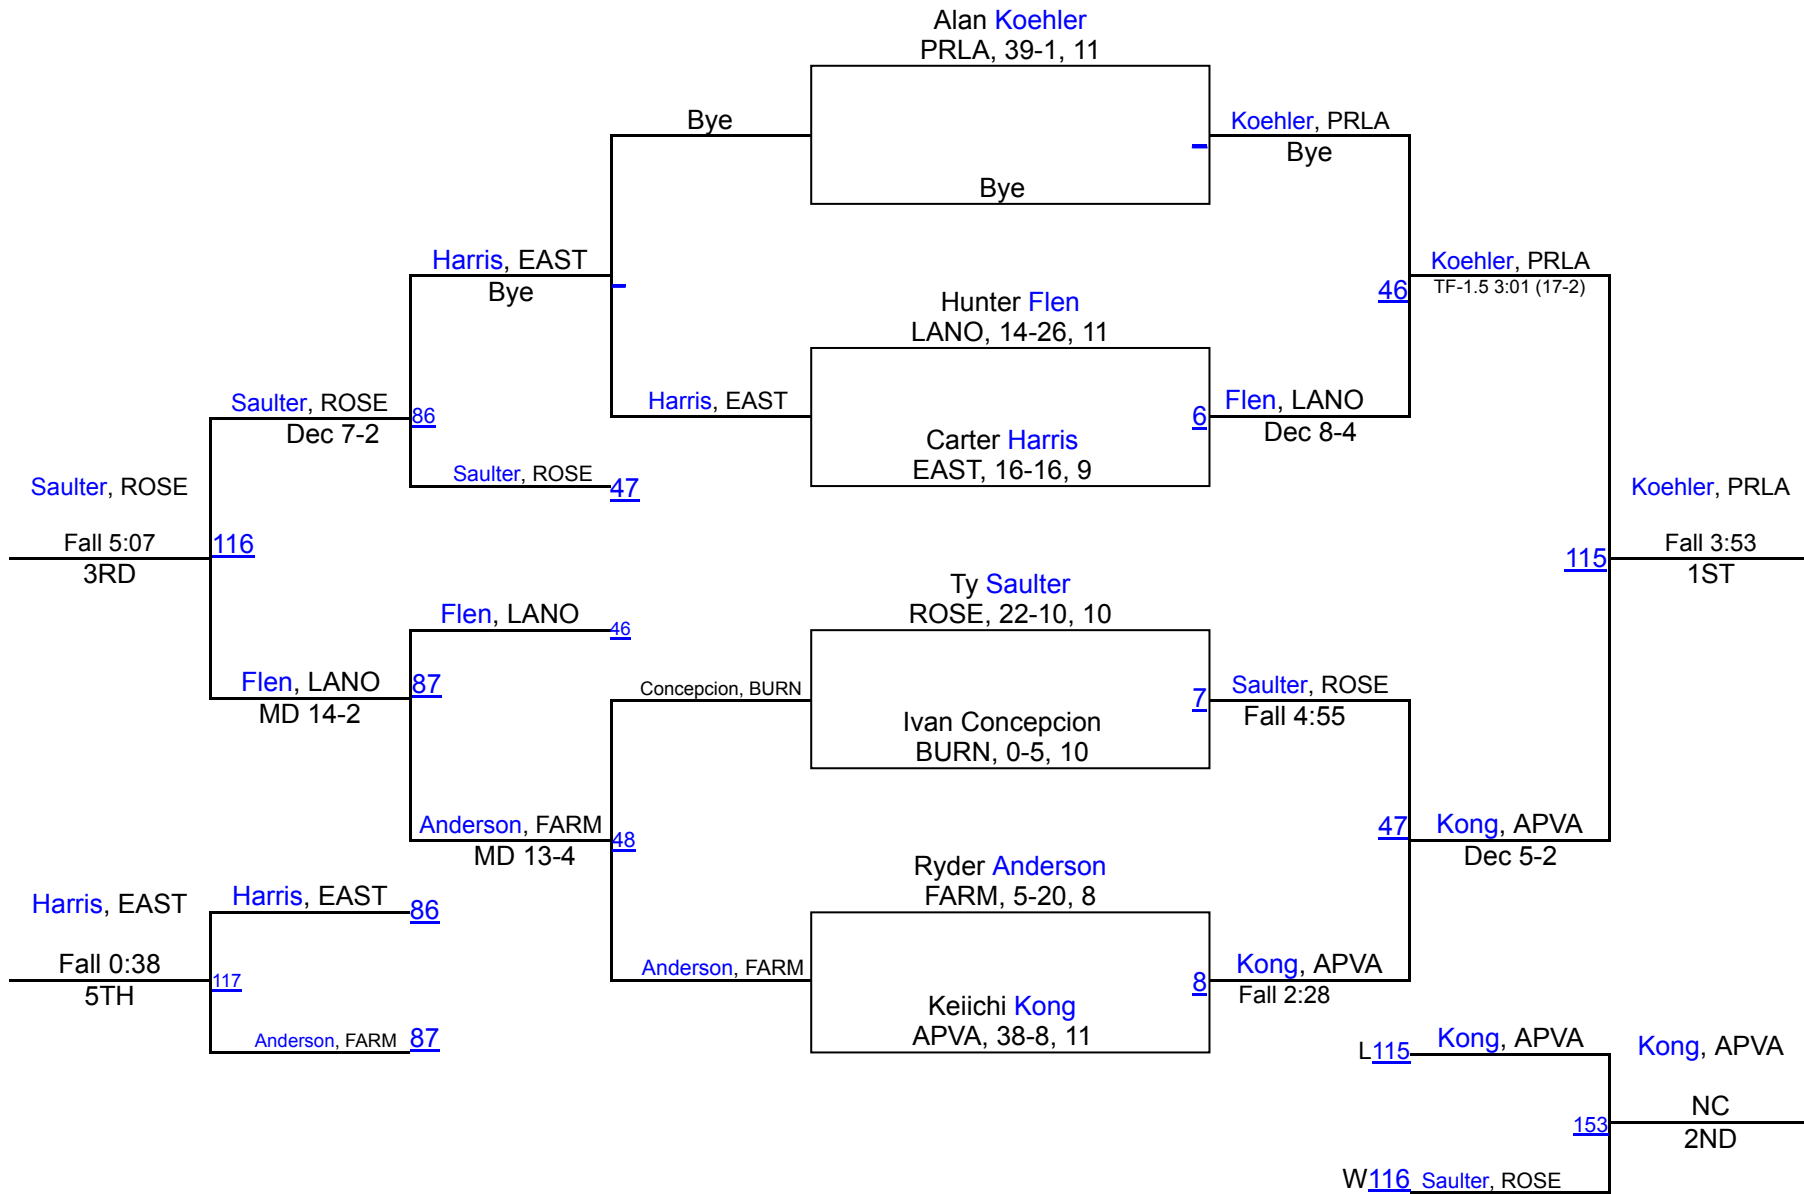 Alan Koehler
PRLA, 39-1, 11
Bye
Koehler, PRLA
-
Bye
Bye
Harris, EAST
Bye
-
Koehler, PRLA
46
TF-1.5 3:01 (17-2)
Hunter Flen
LANO, 14-26, 11
Saulter, ROSE
86
Dec 7-2
Harris, EAST
6
Flen, LANO
Dec 8-4
Carter Harris
EAST, 16-16, 9
Saulter, ROSE
47
Saulter, ROSE
Koehler, PRLA
Fall 5:07
116
3RD
115
Fall 3:53
1ST
Ty Saulter
ROSE, 22-10, 10
Flen, LANO
46
Flen, LANO
87
MD 14-2
Concepcion, BURN
7
Saulter, ROSE
Fall 4:55
Ivan Concepcion
BURN, 0-5, 10
Anderson, FARM
48
MD 13-4
47
Kong, APVA
Dec 5-2
Ryder Anderson
FARM, 5-20, 8
Harris, EAST
Harris, EAST
86
Fall 0:38
117
5TH
Anderson, FARM
8
Kong, APVA
Fall 2:28
Keiichi Kong
APVA, 38-8, 11
Anderson, FARM
87
L115
Kong, APVA
Kong, APVA
NC
153
2ND
W116
Saulter, ROSE